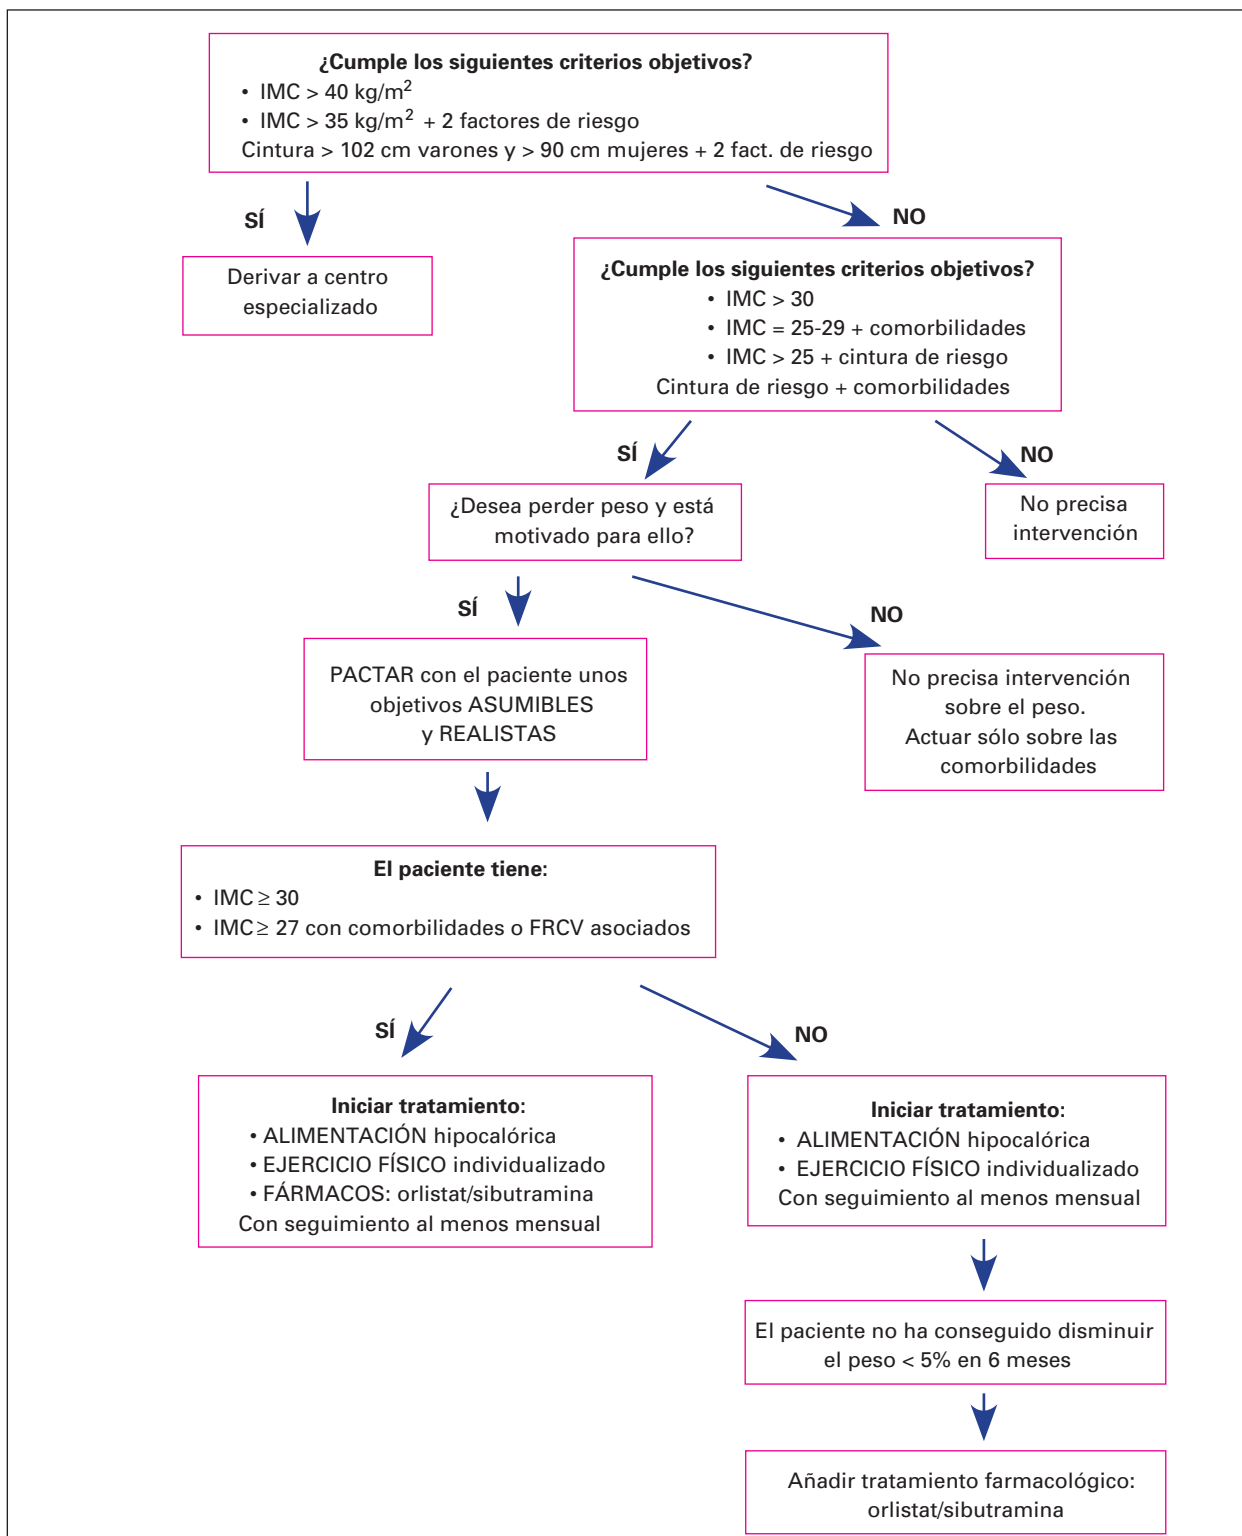 ¿Cumple los siguientes criterios objetivos?
• IMC > 40 kg/m²
• IMC > 35 kg/m² + 2 factores de riesgo
Cintura > 102 cm varones y > 90 cm mujeres + 2 fact. de riesgo
SÍ
NO
Derivar a centro
especializado
¿Cumple los siguientes criterios objetivos?
• IMC > 30
• IMC = 25-29 + comorbilidades
• IMC > 25 + cintura de riesgo
Cintura de riesgo + comorbilidades
SÍ
NO
¿Desea perder peso y está
motivado para ello?
No precisa
intervención
SÍ
NO
PACTAR con el paciente unos
objetivos ASUMIBLES
y REALISTAS
No precisa intervención
sobre el peso.
Actuar sólo sobre las
comorbilidades
El paciente tiene:
• IMC ≥ 30
• IMC ≥ 27 con comorbilidades o FRCV asociados
SÍ
NO
Iniciar tratamiento:
• ALIMENTACIÓN hipocalórica
• EJERCICIO FÍSICO individualizado
• FÁRMACOS: orlistat/sibutramina
Con seguimiento al menos mensual
Iniciar tratamiento:
• ALIMENTACIÓN hipocalórica
• EJERCICIO FÍSICO individualizado
Con seguimiento al menos mensual
El paciente no ha conseguido disminuir
el peso < 5% en 6 meses
Añadir tratamiento farmacológico:
orlistat/sibutramina